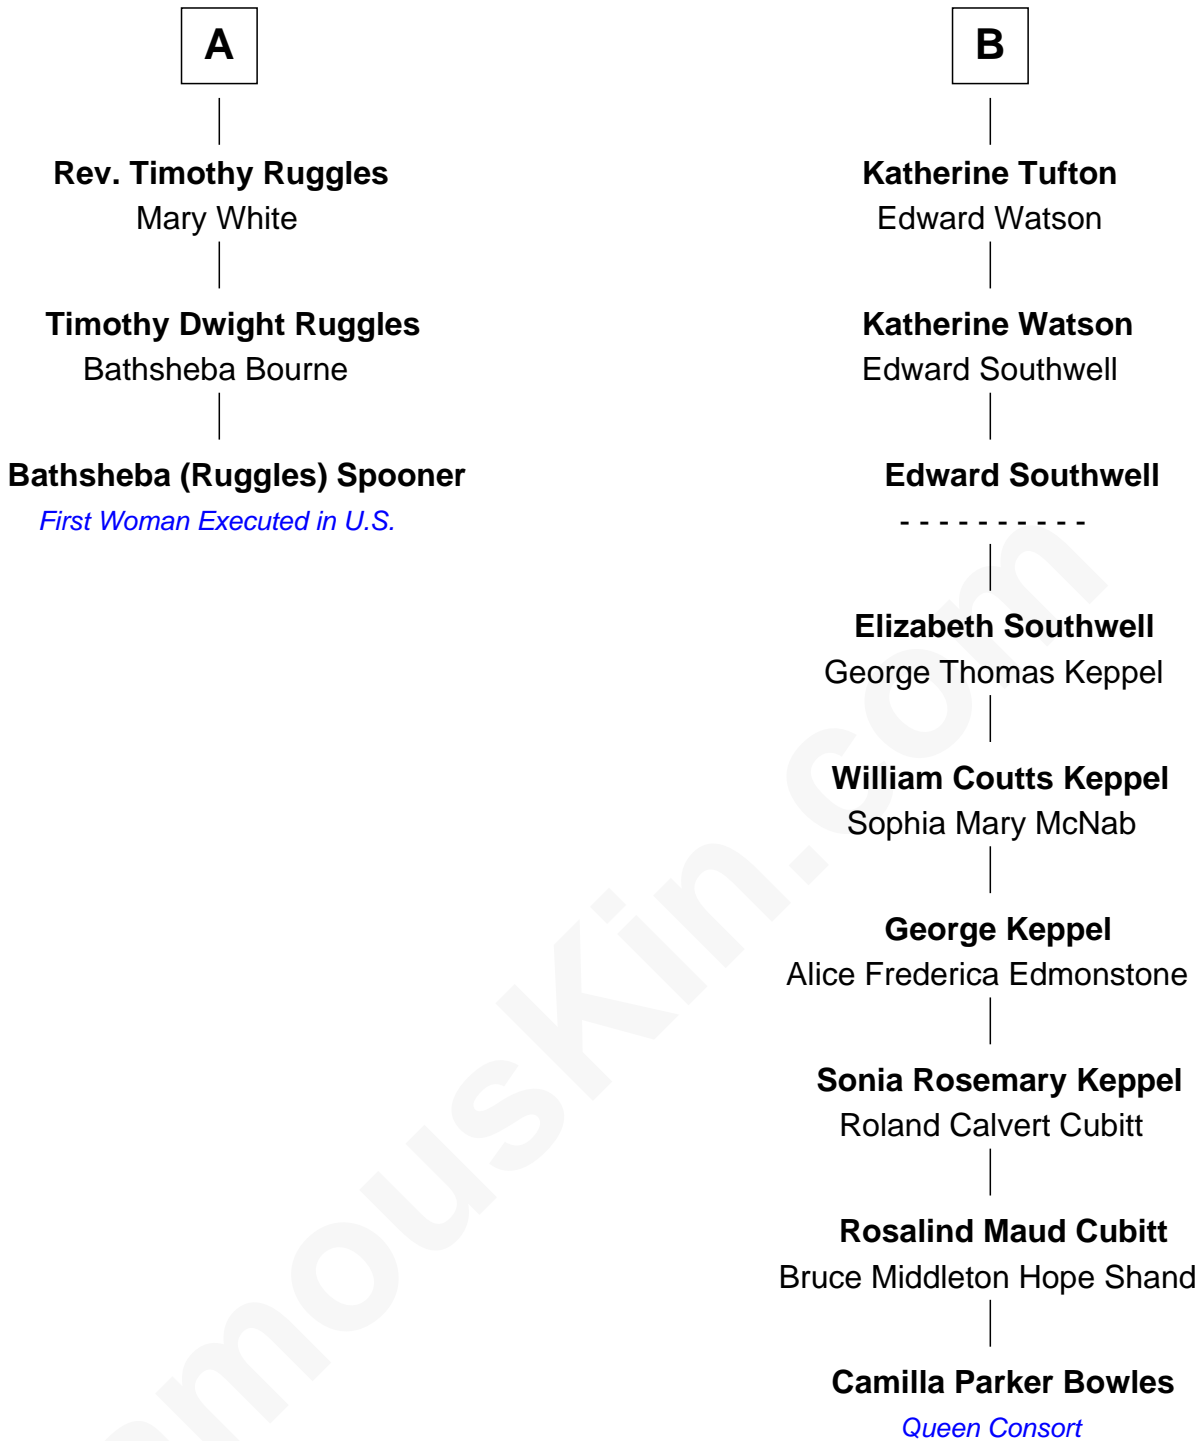 A
Rev. Timothy Ruggles
Mary White
Timothy Dwight Ruggles
Bathsheba Bourne
Bathsheba (Ruggles) Spooner
First Woman Executed in U.S.
B
Katherine Tufton
Edward Watson
Katherine Watson
Edward Southwell
Edward Southwell
- - - - - - - - - -
Elizabeth Southwell
George Thomas Keppel
William Coutts Keppel
Sophia Mary McNab
George Keppel
Alice Frederica Edmonstone
Sonia Rosemary Keppel
Roland Calvert Cubitt
Rosalind Maud Cubitt
Bruce Middleton Hope Shand
Camilla Parker Bowles
Queen Consort
amousKin.com